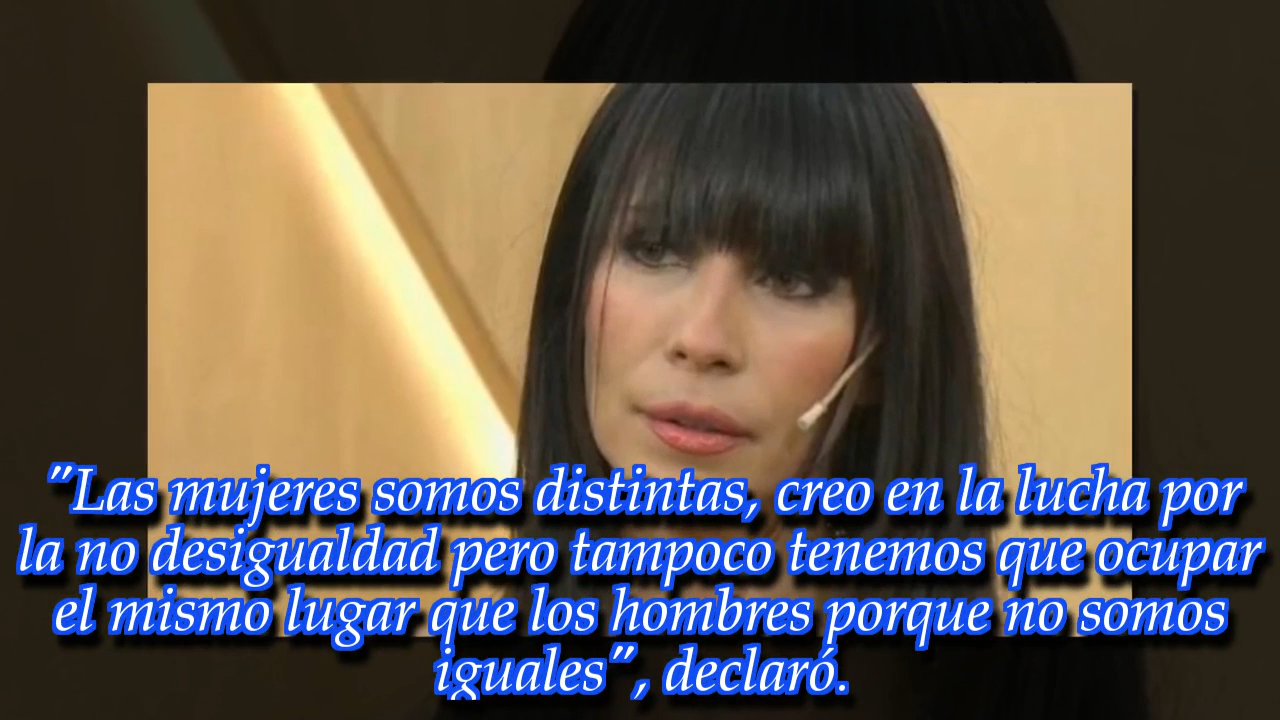 "Las mujeres somos distintas, creo en la lucha por
la no desigualdad pero tampoco tenemos que ocupar
el mismo lugar que los hombres porque no somos
iguales", declaró.